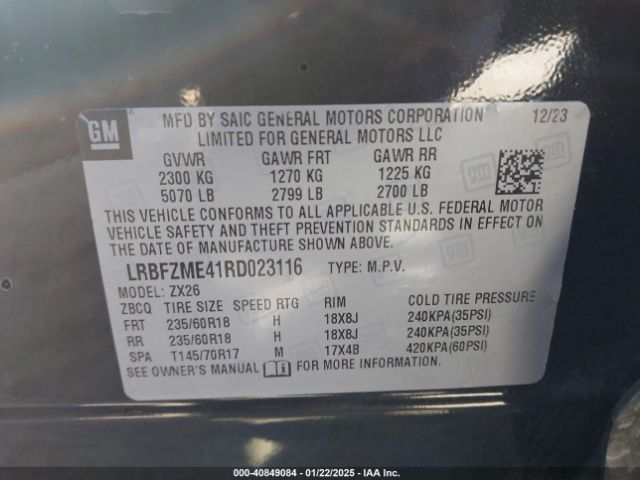 GM
MFD BY SAIC GENERAL MOTORS CORPORATION 12/23
LIMITED FOR GENERAL MOTORS LLC
GVWR GAWR FRT GAWR RR
2300 KG 1270 KG 1225 KG
5070 LB 2799 LB 2700 LB
THIS VEHICLE CONFORMS TO ALL APPLICABLE U.S. FEDERAL MOTOR
VEHICLE SAFETY AND THEFT PREVENTION STANDARDS IN EFFECT ON
THE DATE OF MANUFACTURE SHOWN ABOVE.
LRBFZME41RD023116 TYPE: M.P.V.
MODEL: ZX26
ZBCQ TIRE SIZE SPEED RTG RIM COLD TIRE PRESSURE
FRT 235/60R18 H 18X8J 240KPA(35PSI)
RR 235/60R18 H 18X8J 240KPA(35PSI)
SPA T145/70R17 M 17X4B 420KPA(60PSI)
SEE OWNER'S MANUAL FOR MORE INFORMATION.
000-40849084 - 01/22/2025 - IAA Inc.